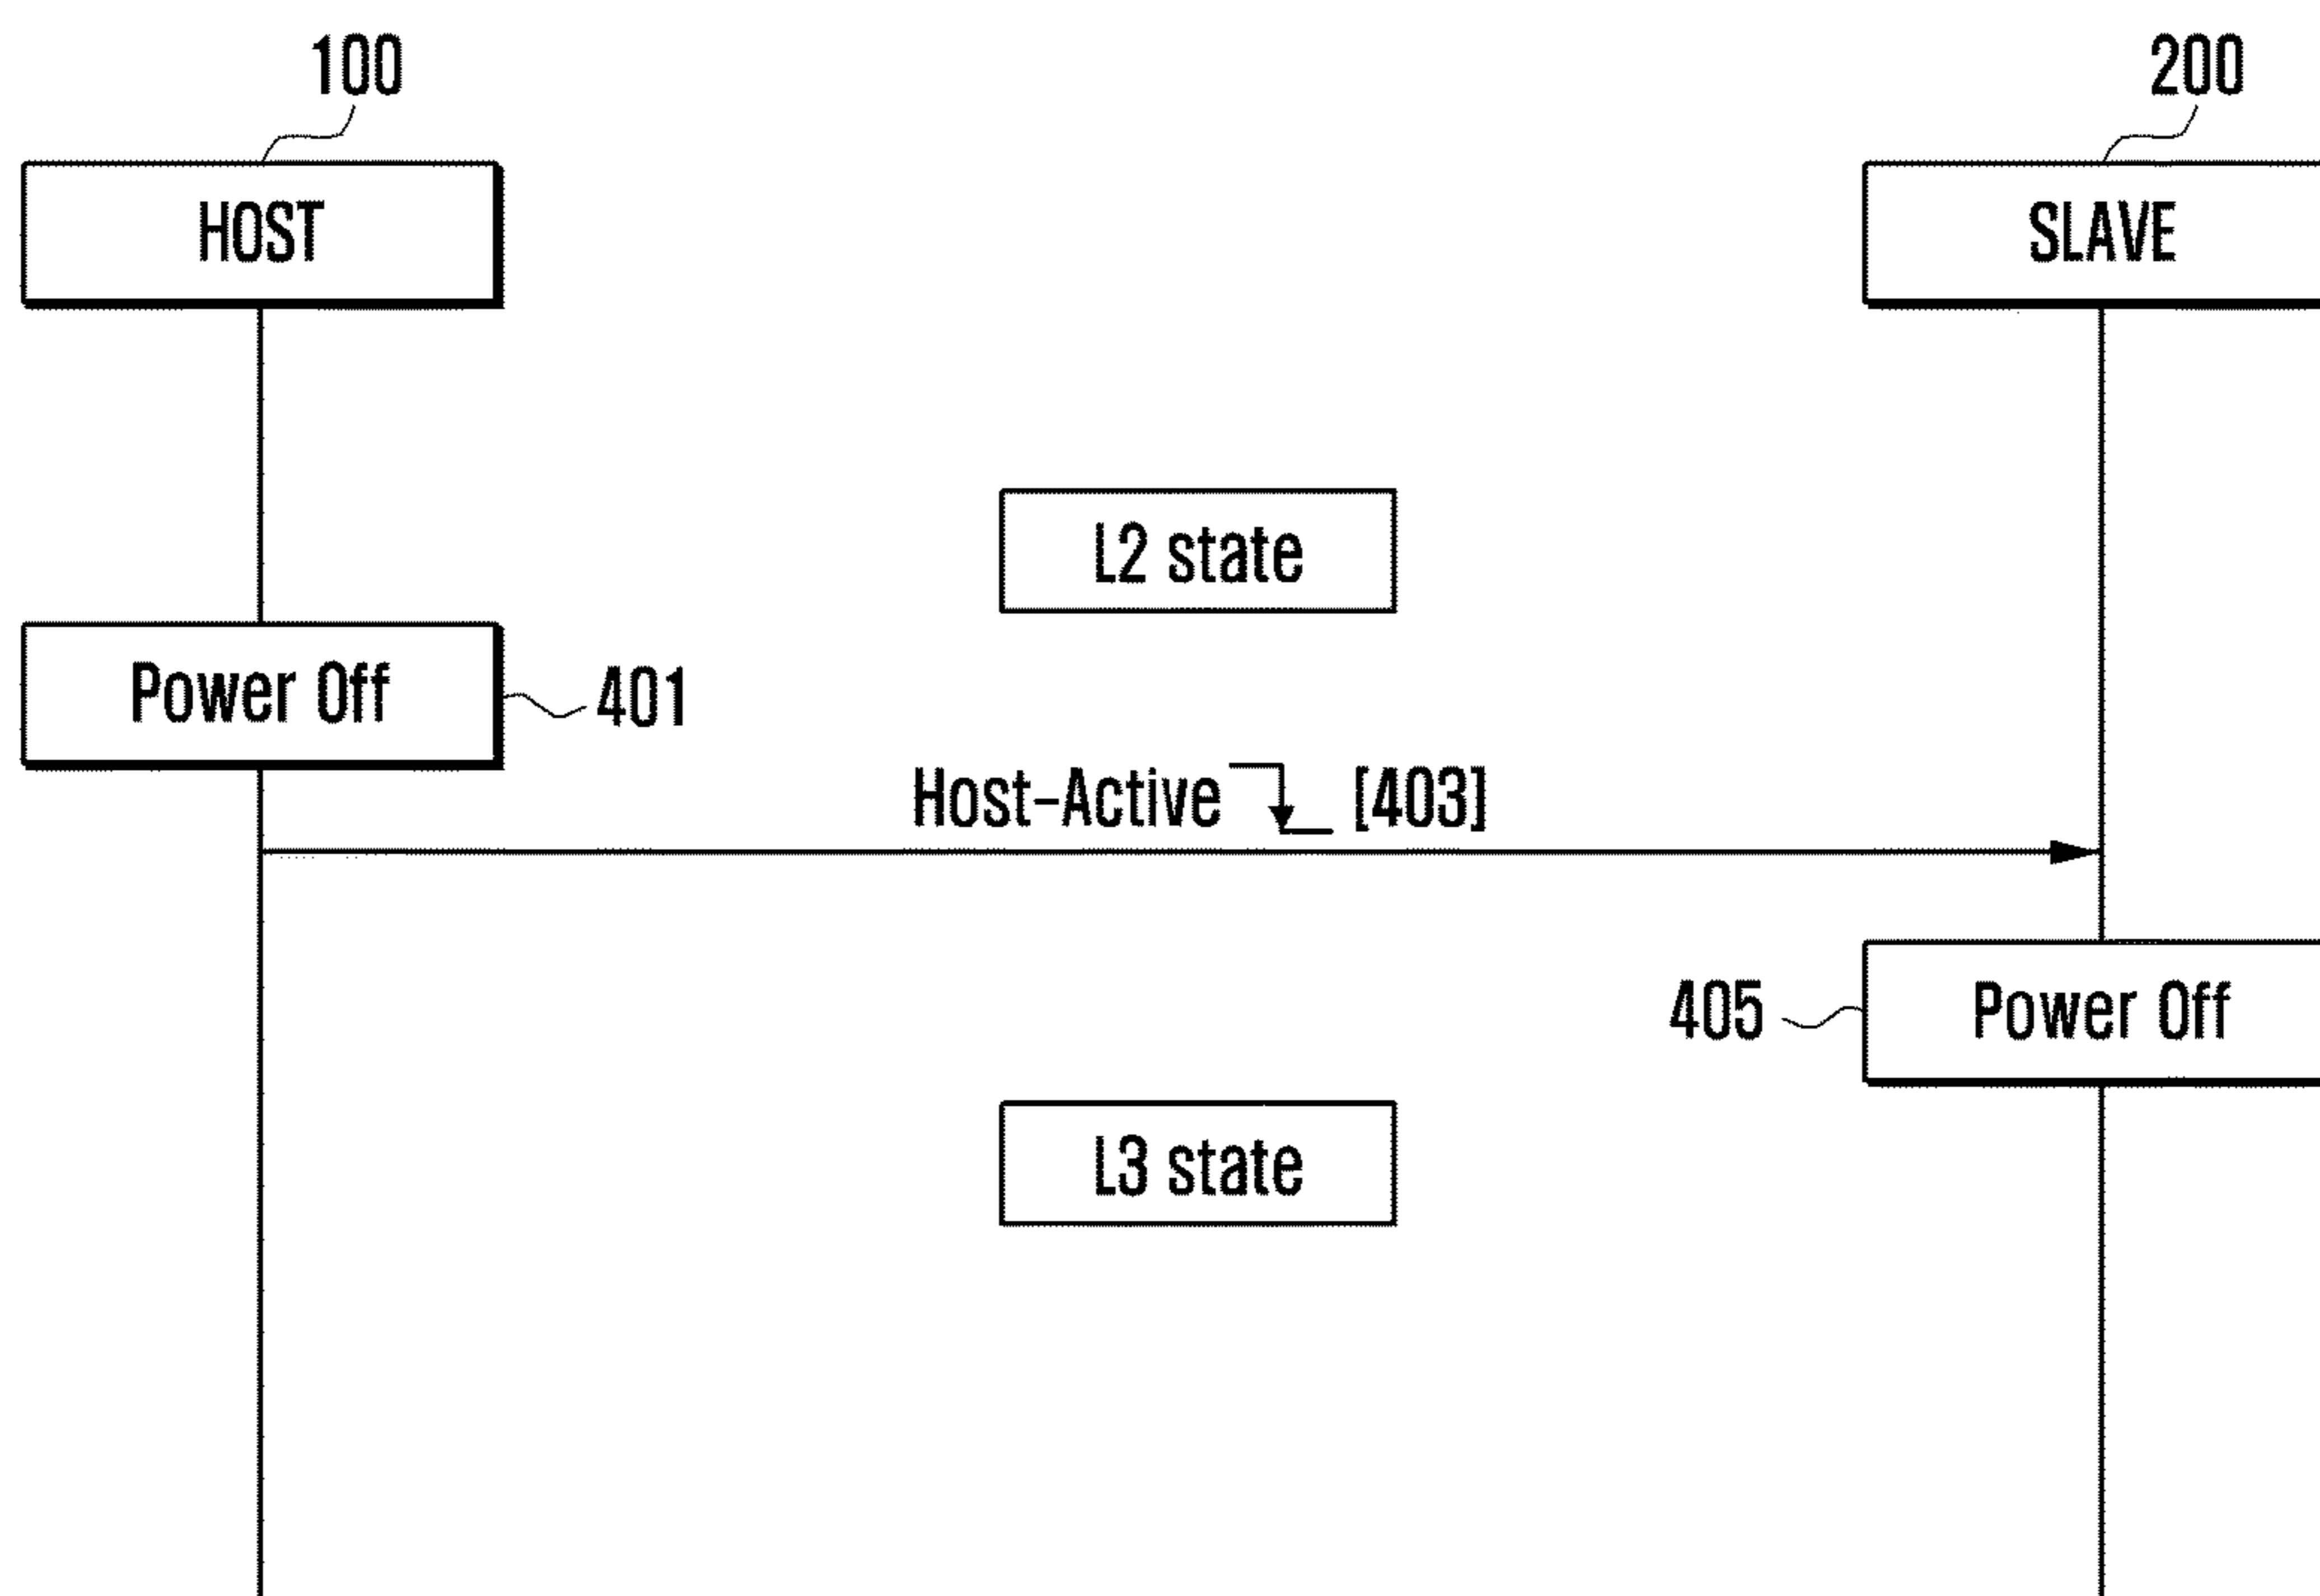 100
200
HOST
SLAVE
L2 state
Power Off
401
Host-Active [403]
405
Power Off
L3 state